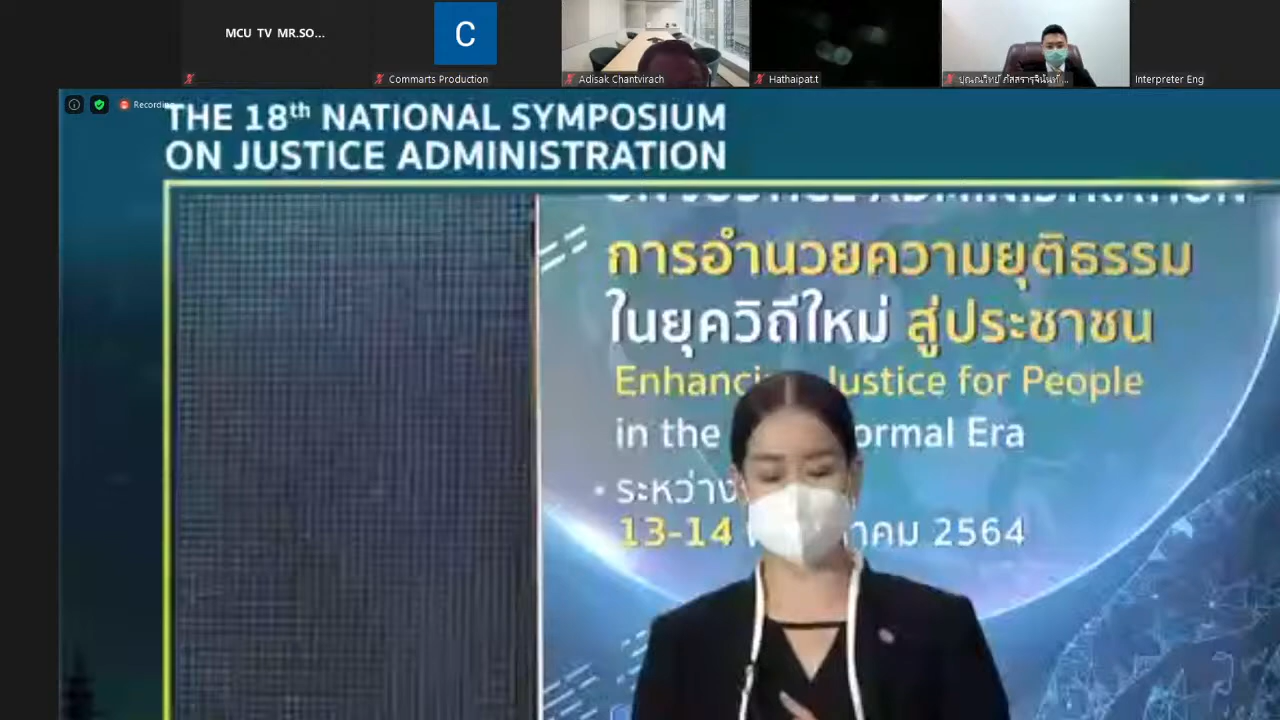 MCU TV MR.SO...
C
Commarts Production
Adisak Chantvirach
Hathaipat.t
Interpreter Eng
Recording
THE 18th NATIONAL SYMPOSIUM
ON JUSTICE ADMINISTRATION
ON JUSTICE ADMINISTRATION
การอำนวยความยุติธรรม
ในยุควิถีใหม่ สู่ประชาชน
Enhanci Justice for People
in the ormal Era
• ระหว่าง
13-14 าคม 2564